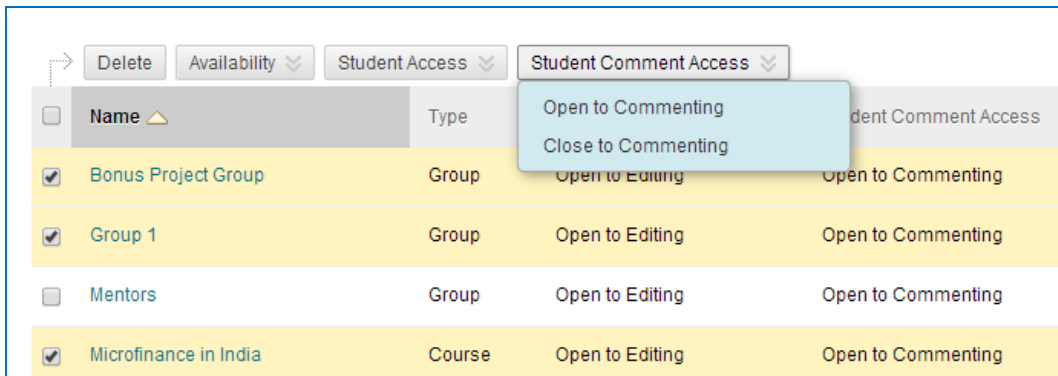 Delete Availability Student Access Student Comment Access
Open to Commenting
Close to Commenting
Name Type dent Comment Access
Bonus Project Group Group Open to Editing Open to Commenting
Group 1 Group Open to Editing Open to Commenting
Mentors Group Open to Editing Open to Commenting
Microfinance in India Course Open to Editing Open to Commenting